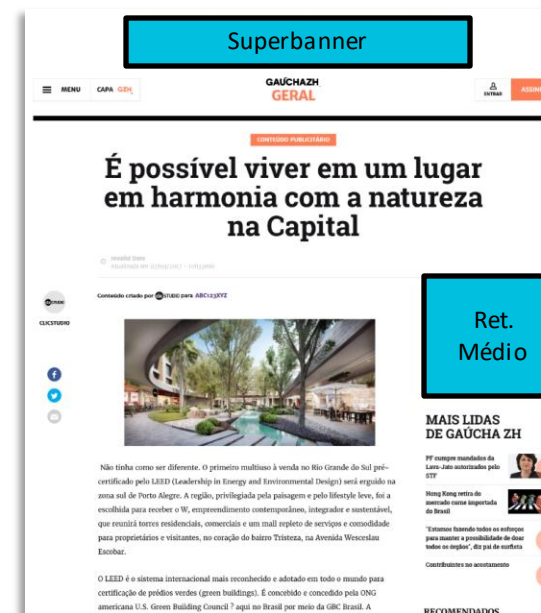 Superbanner
MENU
CAPA GZH
GAÚCHAZH
GERAL
ENTRAR
CONTEÚDO PUBLICITÁRIO
É possível viver em um lugar
em harmonia com a natureza
na Capital
Conteúdo criado por STUDIO para ABC123XYZ
CLICSTUDIO
Ret.
Médio
Não tinha como ser diferente. O primeiro multiuso à venda no Rio Grande do Sul pré-
certificado pelo LEED (Leadership in Energy and Environmental Design) será erguido na
zona sul de Porto Alegre. A região, privilegiada pela paisagem e pelo lifestyle leve, foi a
escolhida para receber o W, empreendimento contemporâneo, integrador e sustentável,
que reunirá torres residenciais, comerciais e um mall repleto de serviços e comodidade
para proprietários e visitantes, no coração do bairro Tristeza, na Avenida Wesceslau
Escobar.
O LEED é o sistema internacional mais reconhecido e adotado em todo o mundo para
certificação de prédios verdes (green buildings). É concebido e concedido pela ONG
americana U.S. Green Building Council ? aqui no Brasil por meio da GBC Brasil. A
MAIS LIDAS
DE GAÚCHA ZH
PF cumpre mandados da
Lava-Jato autorizados pelo
STF
Hong Kong retira do
mercado carne importada
do Brasil
"Estamos fazendo todos os esforços
para manter a possibilidade de doar
todos os órgãos", diz pai de surfista
Contribuintes no acostamento
RECOMENDADOS